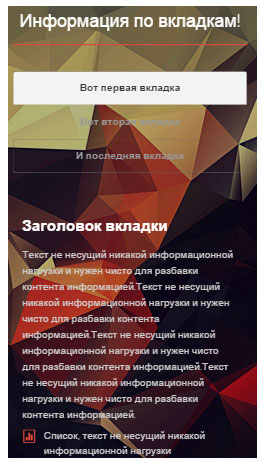 Информация по вкладкам!
Вот первая вкладка
Вот вторая вкладка
И последняя вкладка
Заголовок вкладки
Текст не несущий никакой информационной
нагрузки и нужен чисто для разбавки
контента информацией.Текст не несущий
никакой информационной нагрузки и нужен
чисто для разбавки контента
информацией.Текст не несущий никакой
информационной нагрузки и нужен чисто
для разбавки контента информацией.Текст
не несущий никакой информационной
нагрузки и нужен чисто для разбавки
контента информацией.
Список, текст не несущий никакой
информационной нагрузки